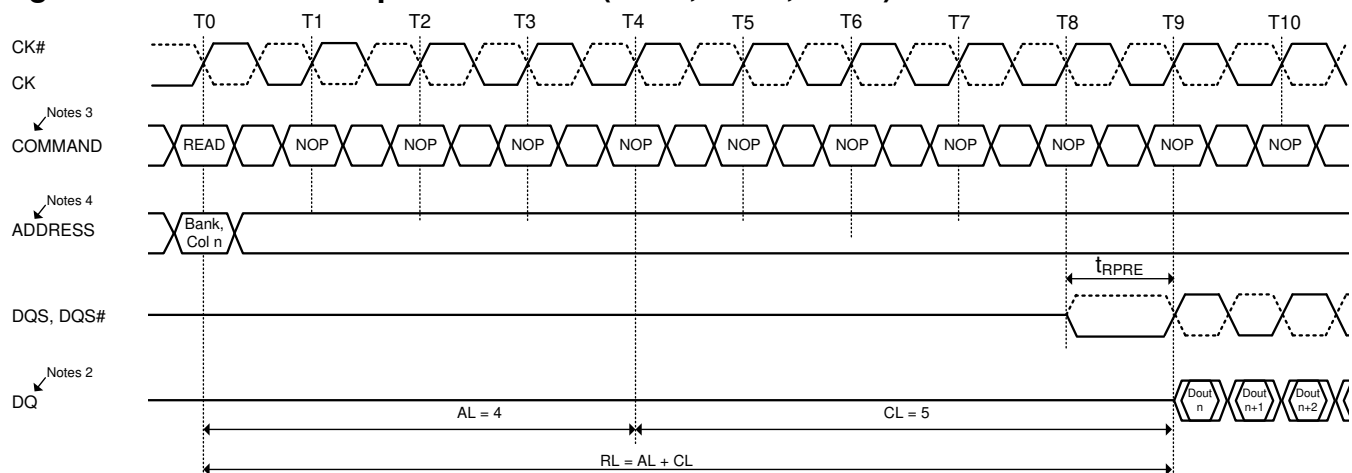 T0 T1 T2 T3 T4 T5 T6 T7 T8 T9 T10
CK#
CK
Notes 3
COMMAND READ NOP NOP NOP NOP NOP NOP NOP NOP NOP NOP
Notes 4
ADDRESS
Bank,
Col n
tRPRE
DQS, DQS#
Notes 2
DQ
Dout
n
Dout
n+1
Dout
n+2
AL = 4
CL = 5
RL = AL + CL